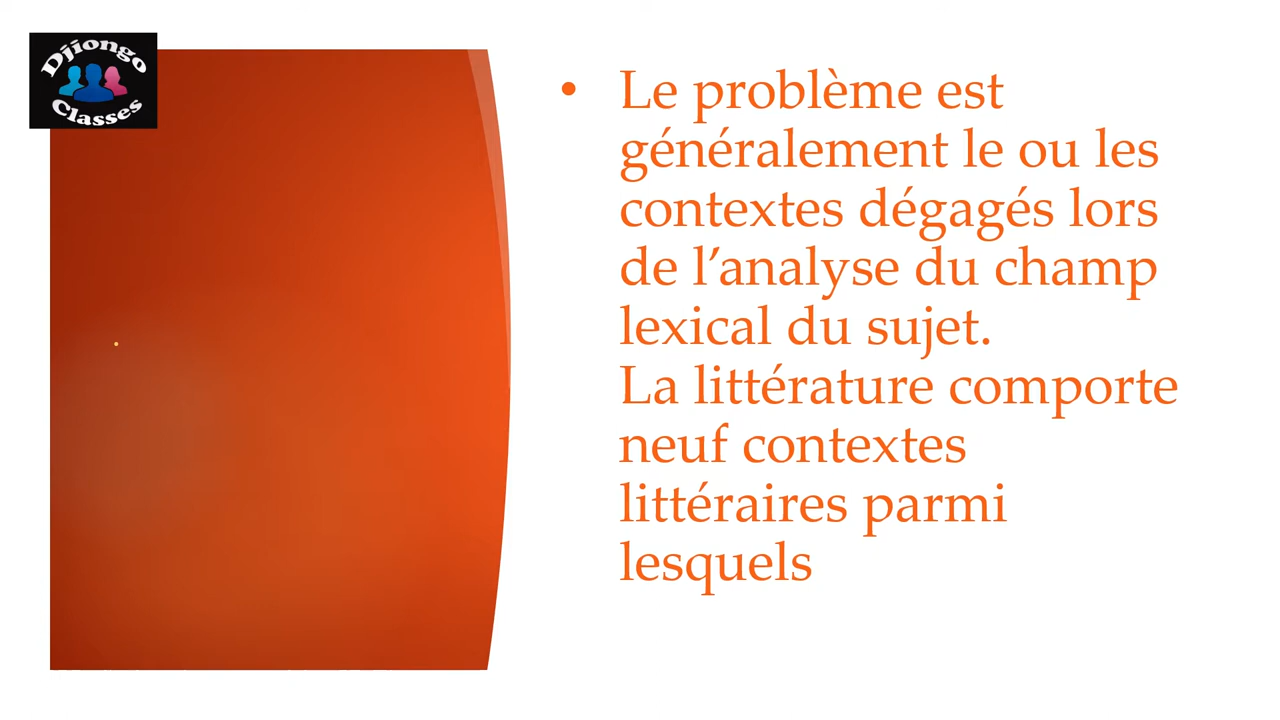 Djiongo
Classes
• Le problème est
généralement le ou les
contextes dégagés lors
de l’analyse du champ
lexical du sujet.
La littérature comporte
neuf contextes
littéraires parmi
lesquels